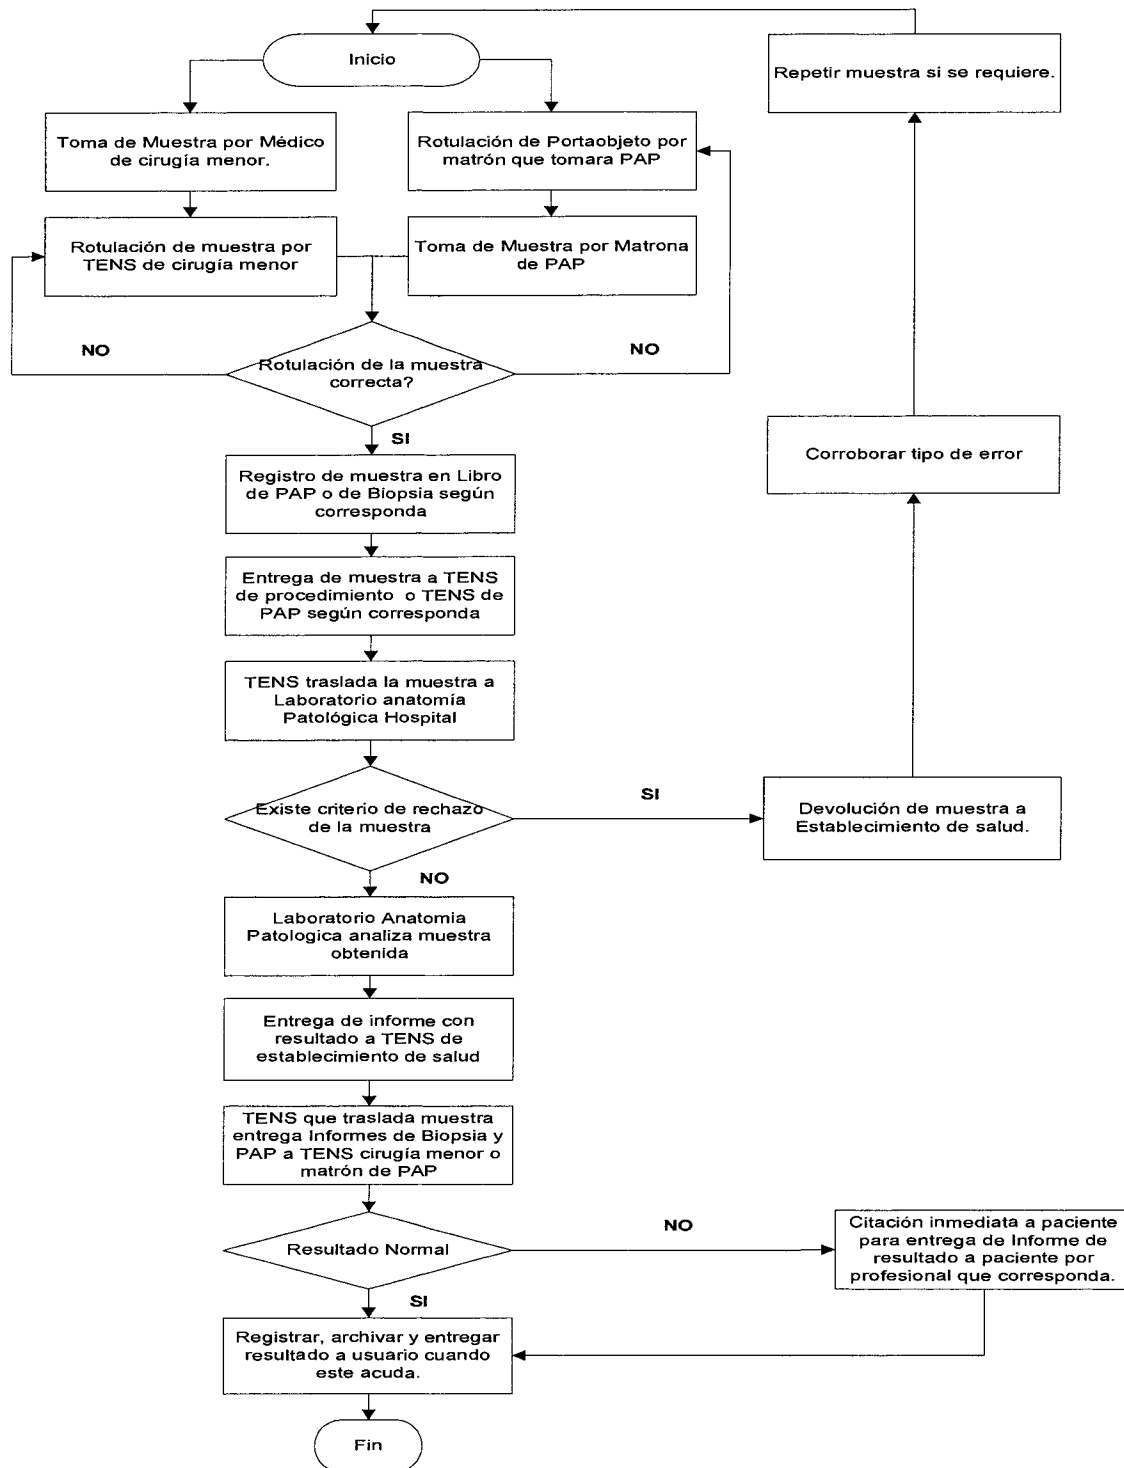 Inicio
Repetir muestra si se requiere.
Toma de Muestra por Médico
de cirugía menor.
Rotulación de Portaobjeto por
matrón que tomara PAP
Rotulación de muestra por
TENS de cirugía menor
Toma de Muestra por Matrona
de PAP
NO
NO
Rotulación de la muestra
correcta?
SI
Corroborar tipo de error
Registro de muestra en Libro
de PAP o de Biopsia según
corresponda
Entrega de muestra a TENS
de procedimiento o TENS de
PAP según corresponda
TENS traslada la muestra a
Laboratorio anatomía
Patológica Hospital
Existe criterio de rechazo
de la muestra
SI
Devolución de muestra a
Establecimiento de salud.
NO
Laboratorio Anatomia
Patologica analiza muestra
obtenida
Entrega de informe con
resultado a TENS de
establecimiento de salud
TENS que traslada muestra
entrega Informes de Biopsia y
PAP a TENS cirugía menor o
matrón de PAP
Resultado Normal
NO
Citación inmediata a paciente
para entrega de Informe de
resultado a paciente por
profesional que corresponda.
SI
Registrar, archivar y entregar
resultado a usuario cuando
este acuda.
Fin